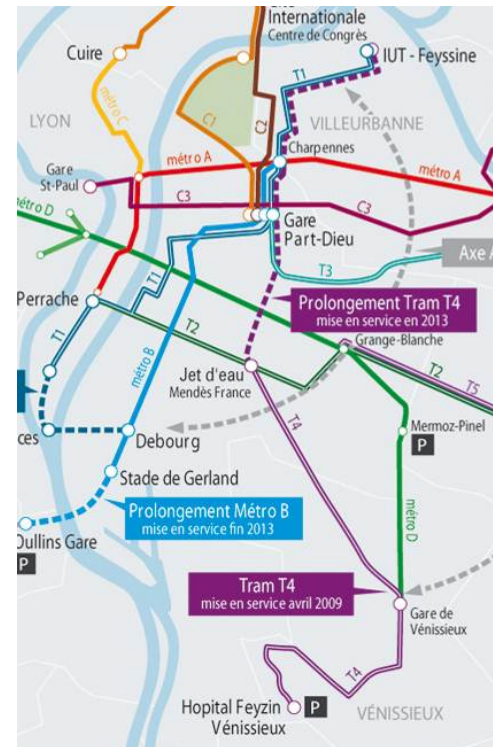 Internationale
Centre de Congrès
Cuire
IUT - Feyssine
T1
métro C
C1
C2
LYON
VILLEURBANNE
Charpennes
Gare
St-Paul
métro A
métro A
C3
C3
métro D
Gare
Part-Dieu
Axe A
T3
T1
Perrache
Prolongement Tram T4
mise en service en 2013
T2
Grange-Blanche
T1
métro B
T2
T5
Jet d'eau
Mendès France
T4
Mermoz-Pinel
P
ces
Debourg
Stade de Gerland
Prolongement Métro B
mise en service fin 2013
métro D
Oullins Gare
P
Tram T4
mise en service avril 2009
Gare de
Vénissieux
T4
Hopital Feyzin
Vénissieux
P
VÉNISSIEUX